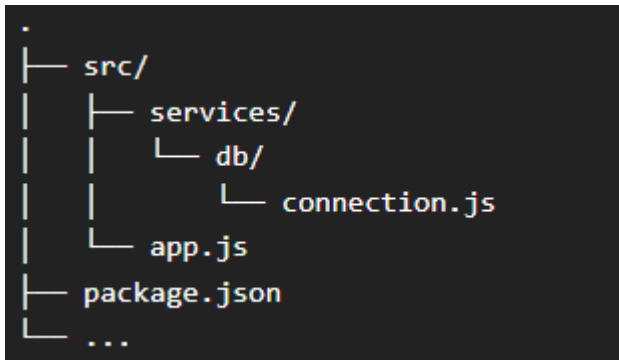 .
├── src/
│   ├── services/
│   │   └── db/
│   │       └── connection.js
│   └── app.js
├── package.json
└── ...